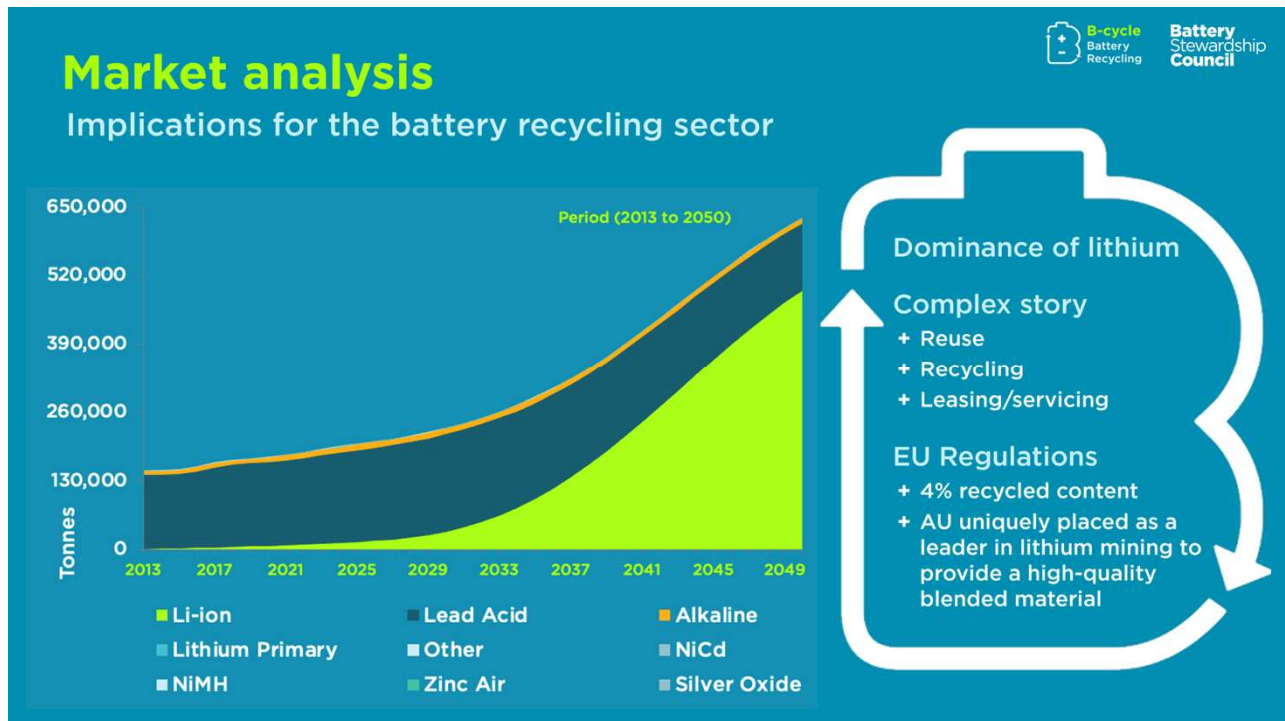 Market analysis
Implications for the battery recycling sector
B-cycle
Battery
Recycling
Battery
Stewardship
Council
650,000
520,000
390,000
260,000
130,000
0
Tonnes
Period (2013 to 2050)
2013 2017 2021 2025 2029 2033 2037 2041 2045 2049
Li-ion Lead Acid Alkaline
Lithium Primary Other NiCd
NiMH Zinc Air Silver Oxide
Dominance of lithium
Complex story
+ Reuse
+ Recycling
+ Leasing/servicing
EU Regulations
+ 4% recycled content
+ AU uniquely placed as a
leader in lithium mining to
provide a high-quality
blended material